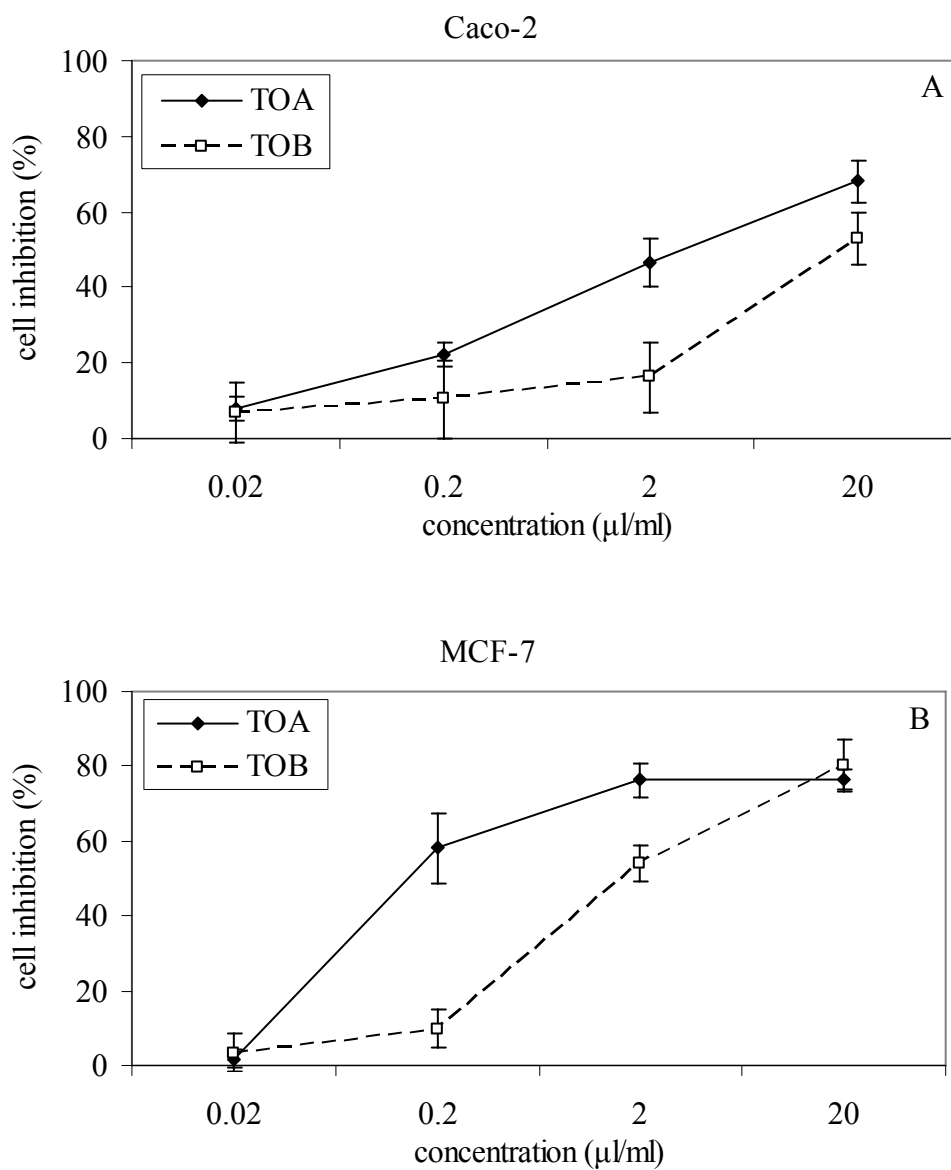 Caco-2
100
80
60
40
20
0
cell inhibition (%)
TOA
TOB
A
0.02 0.2 2 20
concentration (µl/ml)
MCF-7
100
80
60
40
20
0
cell inhibition (%)
TOA
TOB
B
0.02 0.2 2 20
concentration (µl/ml)